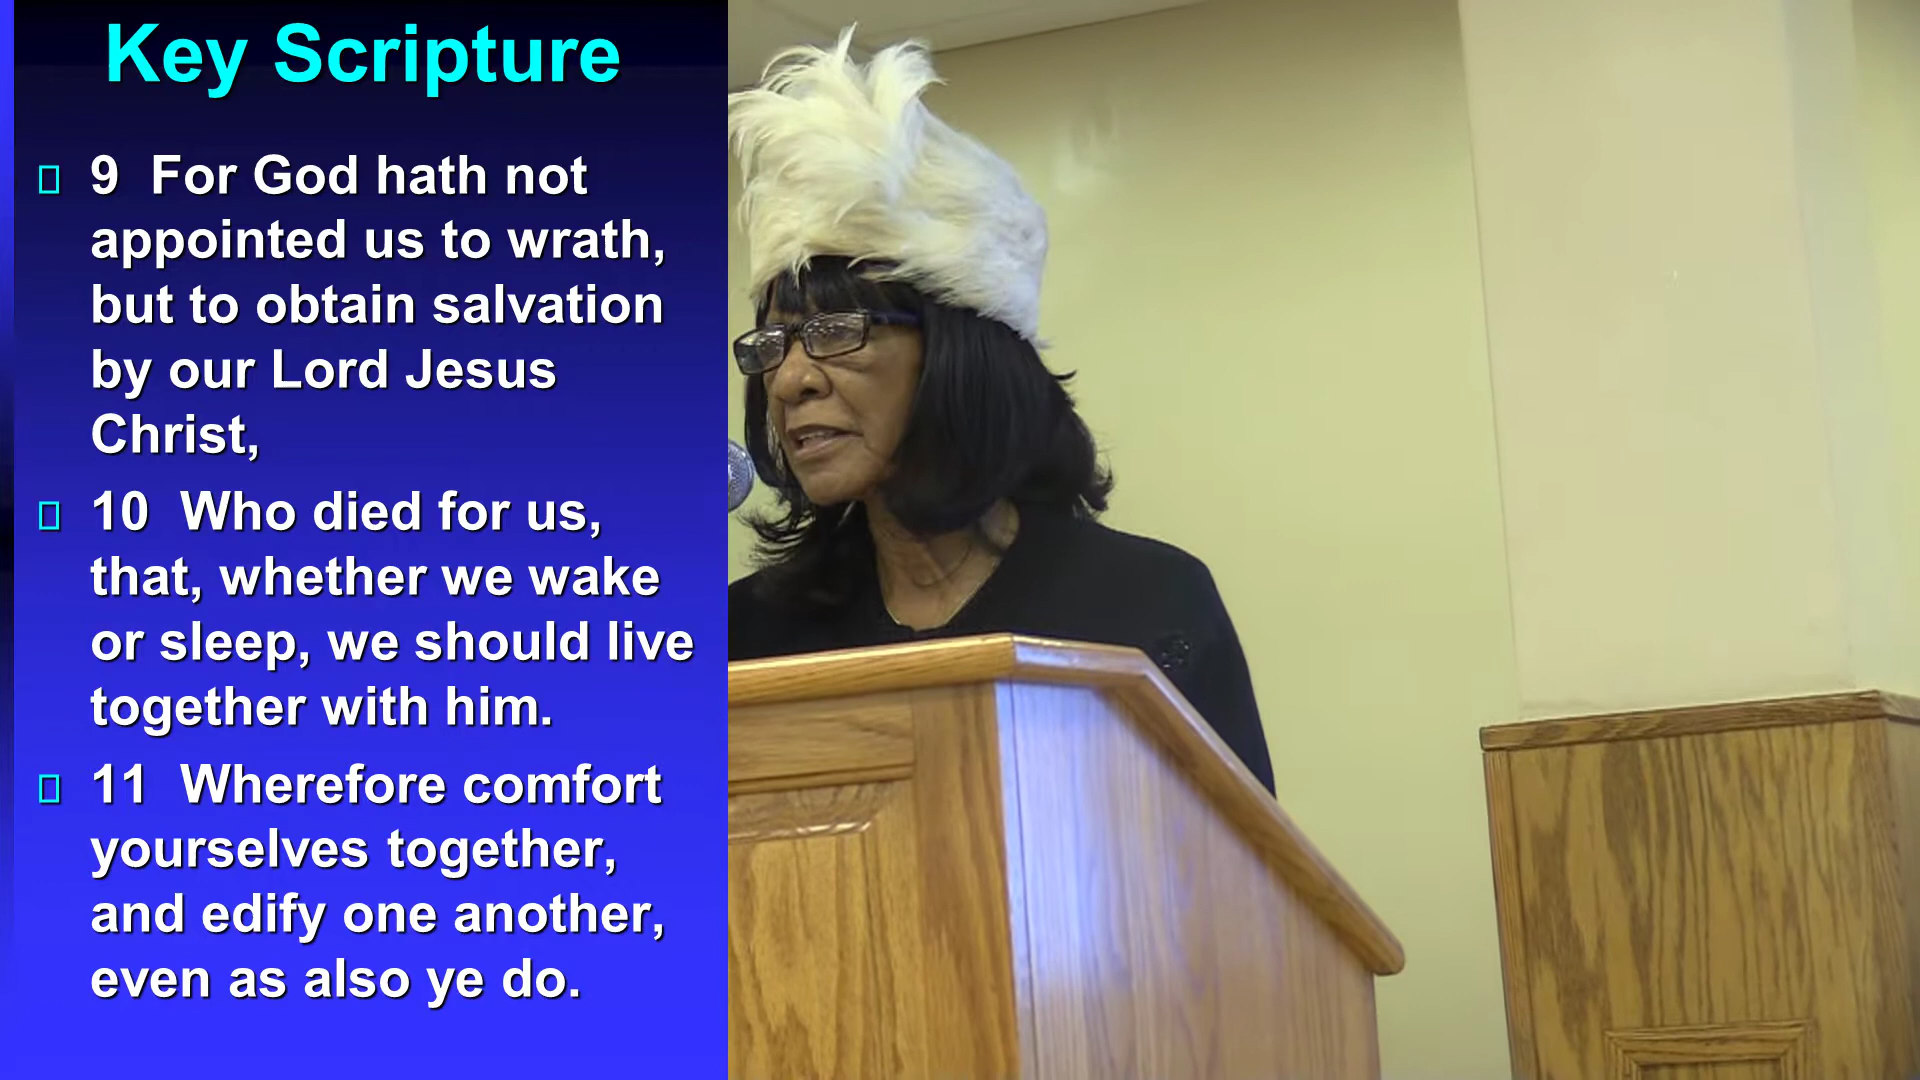 Key Scripture
9 For God hath not
appointed us to wrath,
but to obtain salvation
by our Lord Jesus
Christ,
10 Who died for us,
that, whether we wake
or sleep, we should live
together with him.
11 Wherefore comfort
yourselves together,
and edify one another,
even as also ye do.